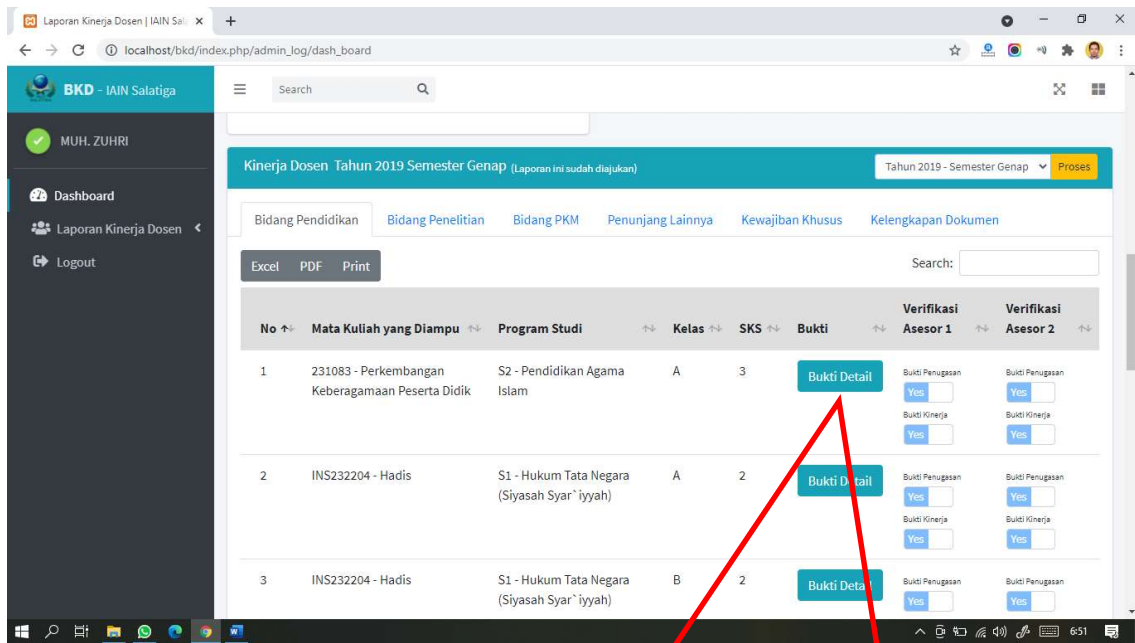 Laporan Kinerja Dosen | IAIN Sal
localhost/bkd/index.php/admin_log/dash_board
BKD - IAIN Salatiga
Search
MUH. ZUHRI
Dashboard
Laporan Kinerja Dosen
Logout
Kinerja Dosen Tahun 2019 Semester Genap (Laporan ini sudah diajukan)
Tahun 2019 - Semester Genap Proses
Bidang Pendidikan Bidang Penelitian Bidang PKM Penunjang Lainnya Kewajiban Khusus Kelengkapan Dokumen
Excel PDF Print
Search:
No Mata Kuliah yang Diampu Program Studi Kelas SKS Bukti Verifikasi Asesor 1 Verifikasi Asesor 2
1 231083 - Perkembangan S2 - Pendidikan Agama A 3 Bukti Detail Bukti Penugasan Bukti Penugasan
Keberagamaan Peserta Didik Islam Yes Yes
Bukti Kinerja Bukti Kinerja
Yes Yes
2 INS232204 - Hadis S1 - Hukum Tata Negara A 2 Bukti Detail Bukti Penugasan Bukti Penugasan
(Siyasah Syar`iyyah) Yes Yes
Bukti Kinerja Bukti Kinerja
Yes Yes
3 INS232204 - Hadis S1 - Hukum Tata Negara B 2 Bukti Detail Bukti Penugasan Bukti Penugasan
(Siyasah Syar`iyyah) Yes Yes
6:51